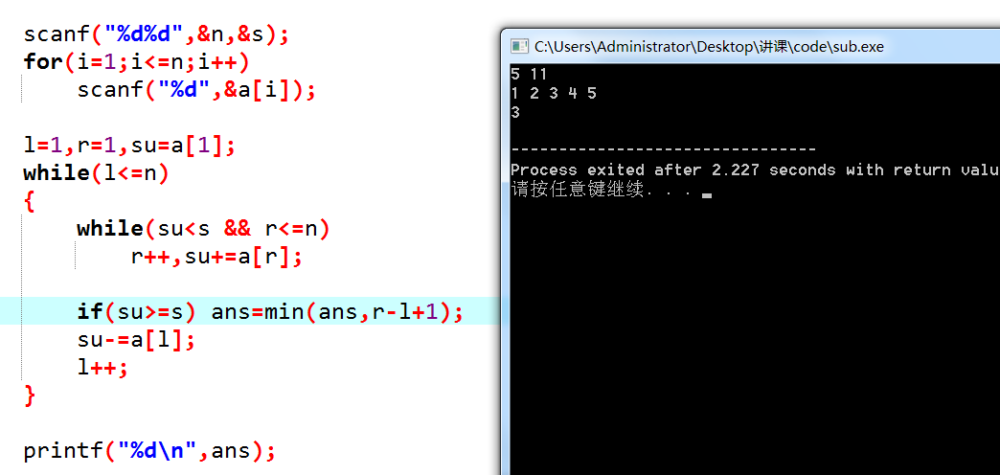 scanf("%d%d",&n,&s);
for(i=1;i<=n;i++)
scanf("%d",&a[i]);
l=1,r=1,su=a[1];
while(l<=n)
{
while(su<s && r<=n)
r++,su+=a[r];
if(su>=s) ans=min(ans,r-l+1);
su-=a[l];
l++;
}
printf("%d\n",ans);
C:\Users\Administrator\Desktop\讲课\code\sub.exe
5 11
1 2 3 4 5
3
--------------------------------
Process exited after 2.227 seconds with return valu
请按任意键继续. . .